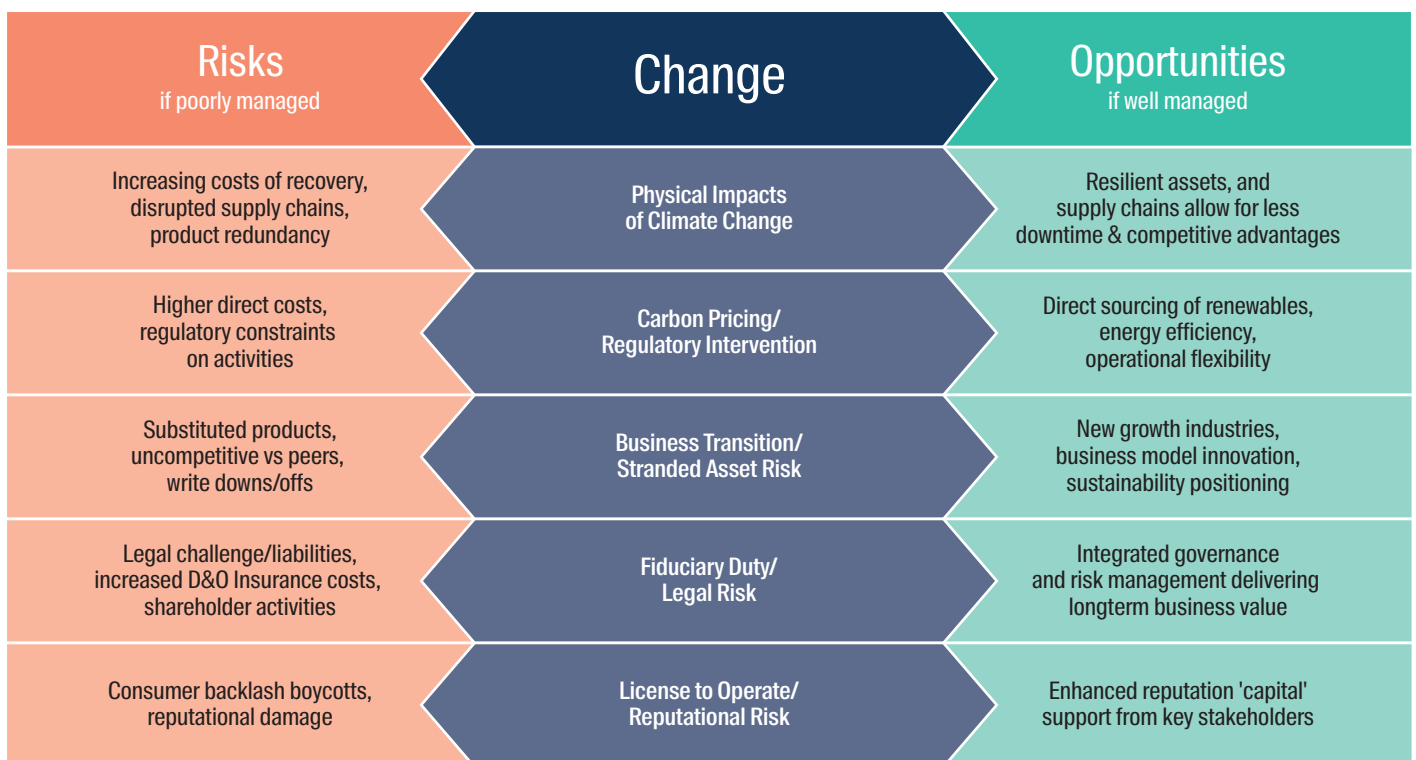 Risks
if poorly managed
Change
Opportunities
if well managed
Increasing costs of recovery,
disrupted supply chains,
product redundancy
Physical Impacts
of Climate Change
Resilient assets, and
supply chains allow for less
downtime & competitive advantages
Higher direct costs,
regulatory constraints
on activities
Carbon Pricing/
Regulatory Intervention
Direct sourcing of renewables,
energy efficiency,
operational flexibility
Substituted products,
uncompetitive vs peers,
write downs/offs
Business Transition/
Stranded Asset Risk
New growth industries,
business model innovation,
sustainability positioning
Legal challenge/liabilities,
increased D&O Insurance costs,
shareholder activities
Fiduciary Duty/
Legal Risk
Integrated governance
and risk management delivering
longterm business value
Consumer backlash boycotts,
reputational damage
License to Operate/
Reputational Risk
Enhanced reputation 'capital'
support from key stakeholders